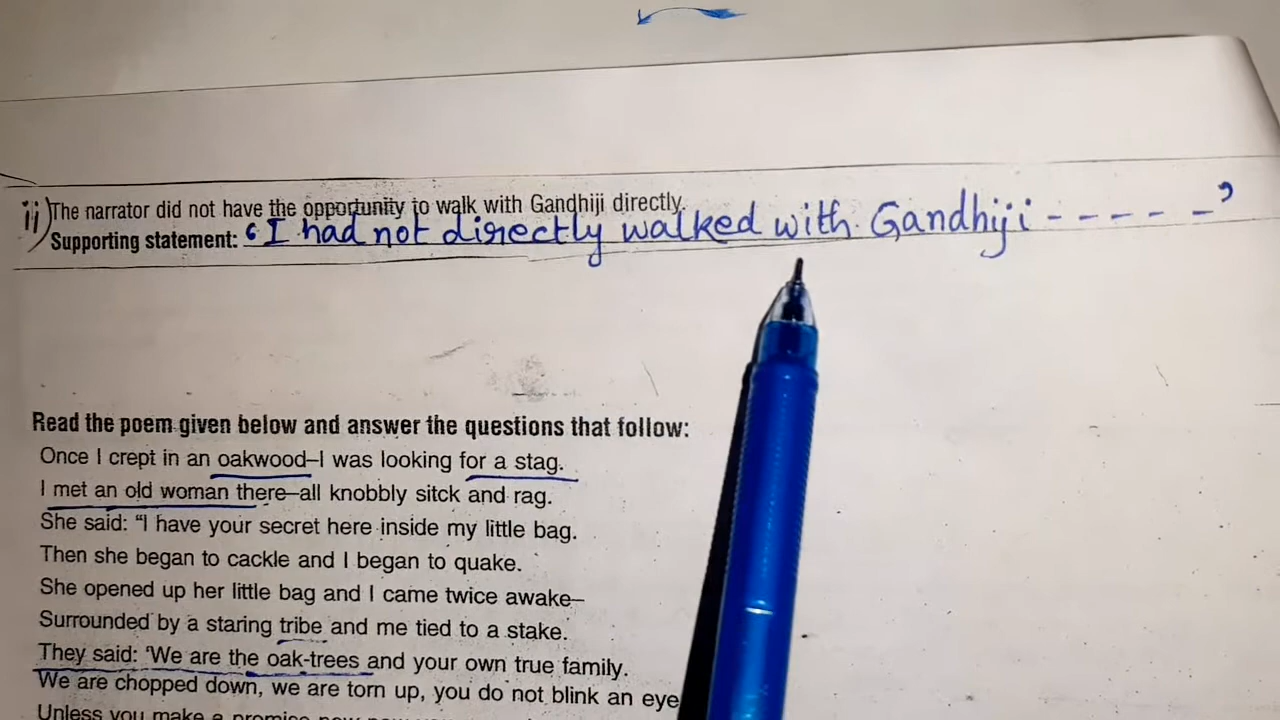 ii) The narrator did not have the opportunity to walk with Gandhiji directly.
Supporting statement: 'I had not directly walked with Gandhiji - - - - - -'
Read the poem given below and answer the questions that follow:
Once I crept in an oakwood–I was looking for a stag.
I met an old woman there–all knobbly sitck and rag.
She said: "I have your secret here inside my little bag.
Then she began to cackle and I began to quake.
She opened up her little bag and I came twice awake–
Surrounded by a staring tribe and me tied to a stake.
They said: 'We are the oak-trees and your own true family.
We are chopped down, we are torn up, you do not blink an eye
Unless you make a promise now